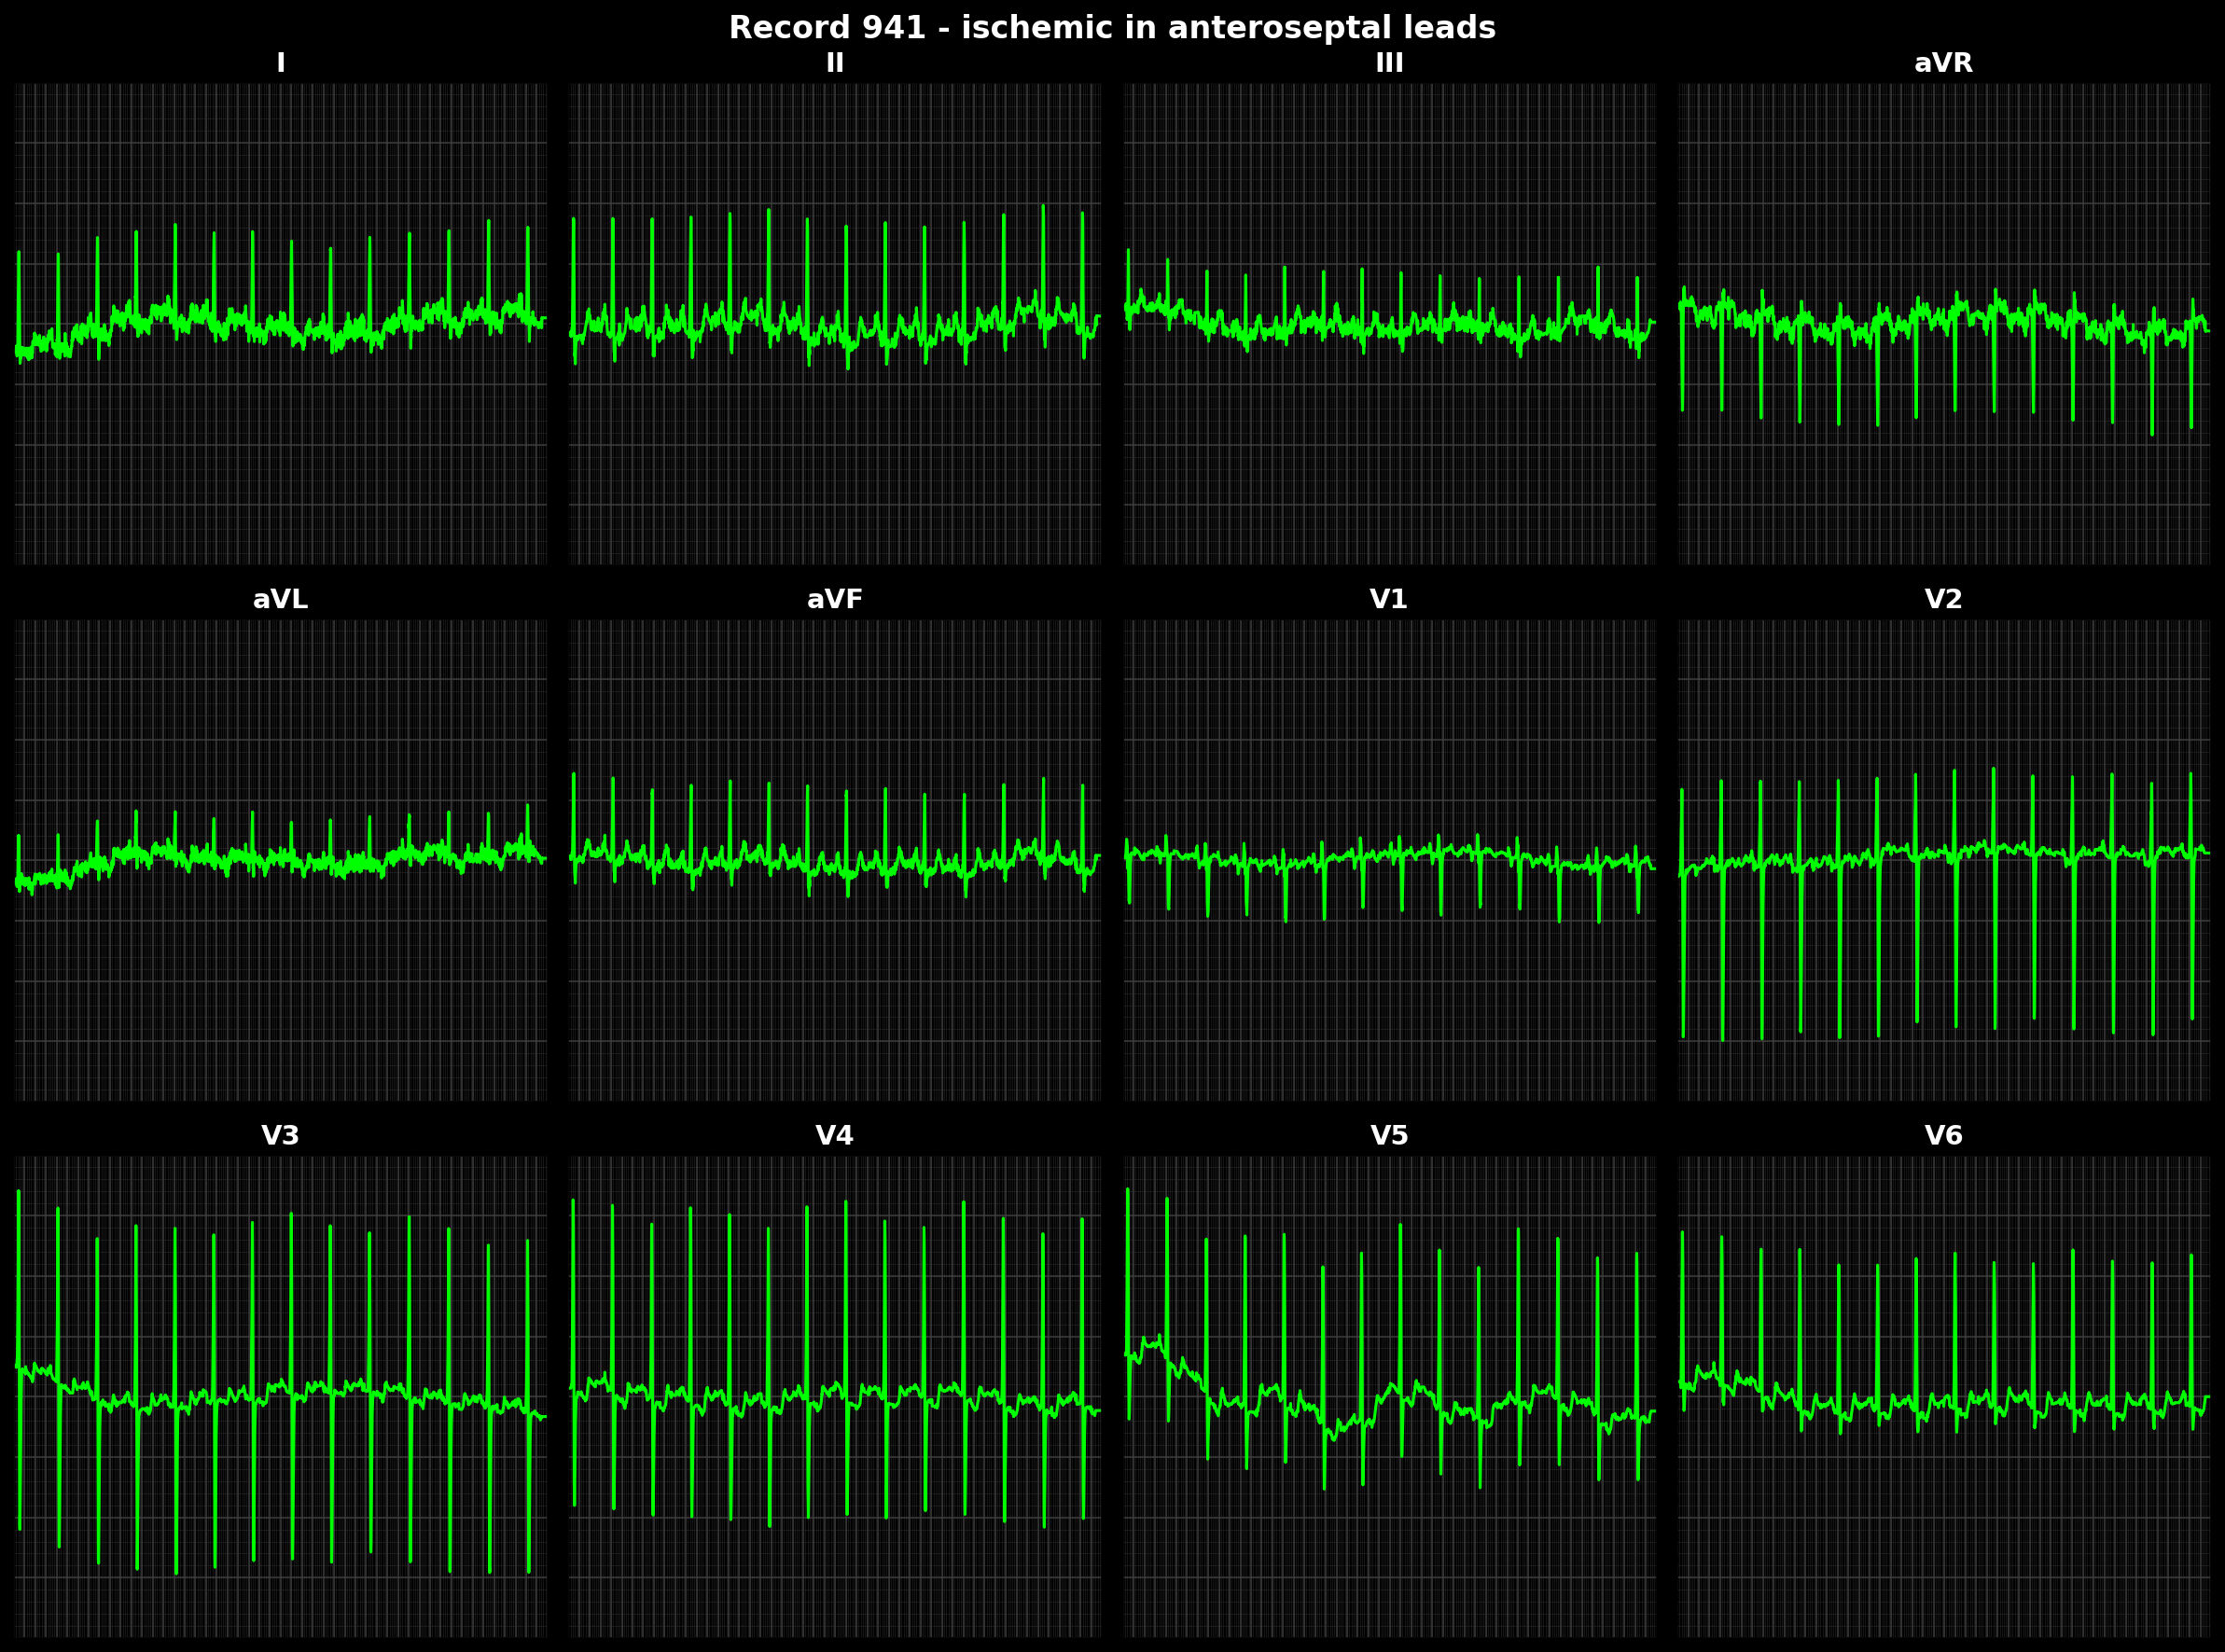 Record 941 - ischemic in anteroseptal leads
I II III aVR
aVL aVF V1 V2
V3 V4 V5 V6